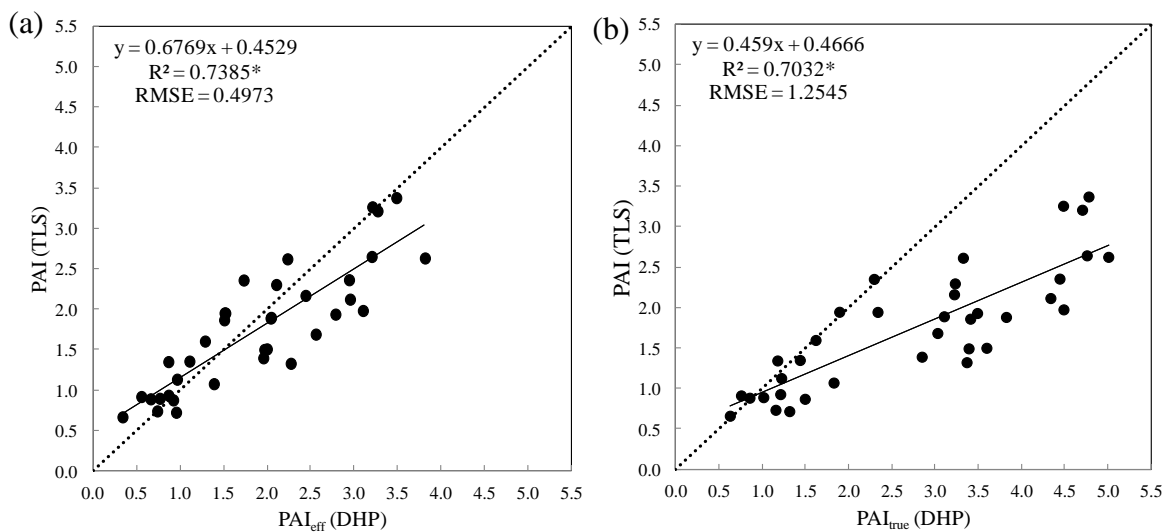 (a)
y = 0.6769x + 0.4529
R² = 0.7385*
RMSE = 0.4973
5.5
5.0
4.5
4.0
3.5
3.0
2.5
2.0
1.5
1.0
0.5
0.0
PAI (TLS)
0.0 0.5 1.0 1.5 2.0 2.5 3.0 3.5 4.0 4.5 5.0 5.5
PAIeff (DHP)
(b)
y = 0.459x + 0.4666
R² = 0.7032*
RMSE = 1.2545
5.5
5.0
4.5
4.0
3.5
3.0
2.5
2.0
1.5
1.0
0.5
0.0
PAI (TLS)
0.0 0.5 1.0 1.5 2.0 2.5 3.0 3.5 4.0 4.5 5.0 5.5
PAItrue (DHP)